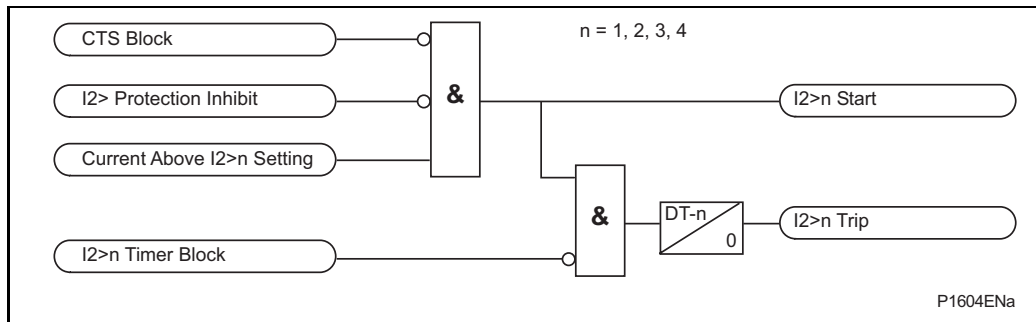 CTS Block
n = 1, 2, 3, 4
I2> Protection Inhibit
&
I2>n Start
Current Above I2>n Setting
&
DT-n
0
I2>n Trip
I2>n Timer Block
P1604ENa